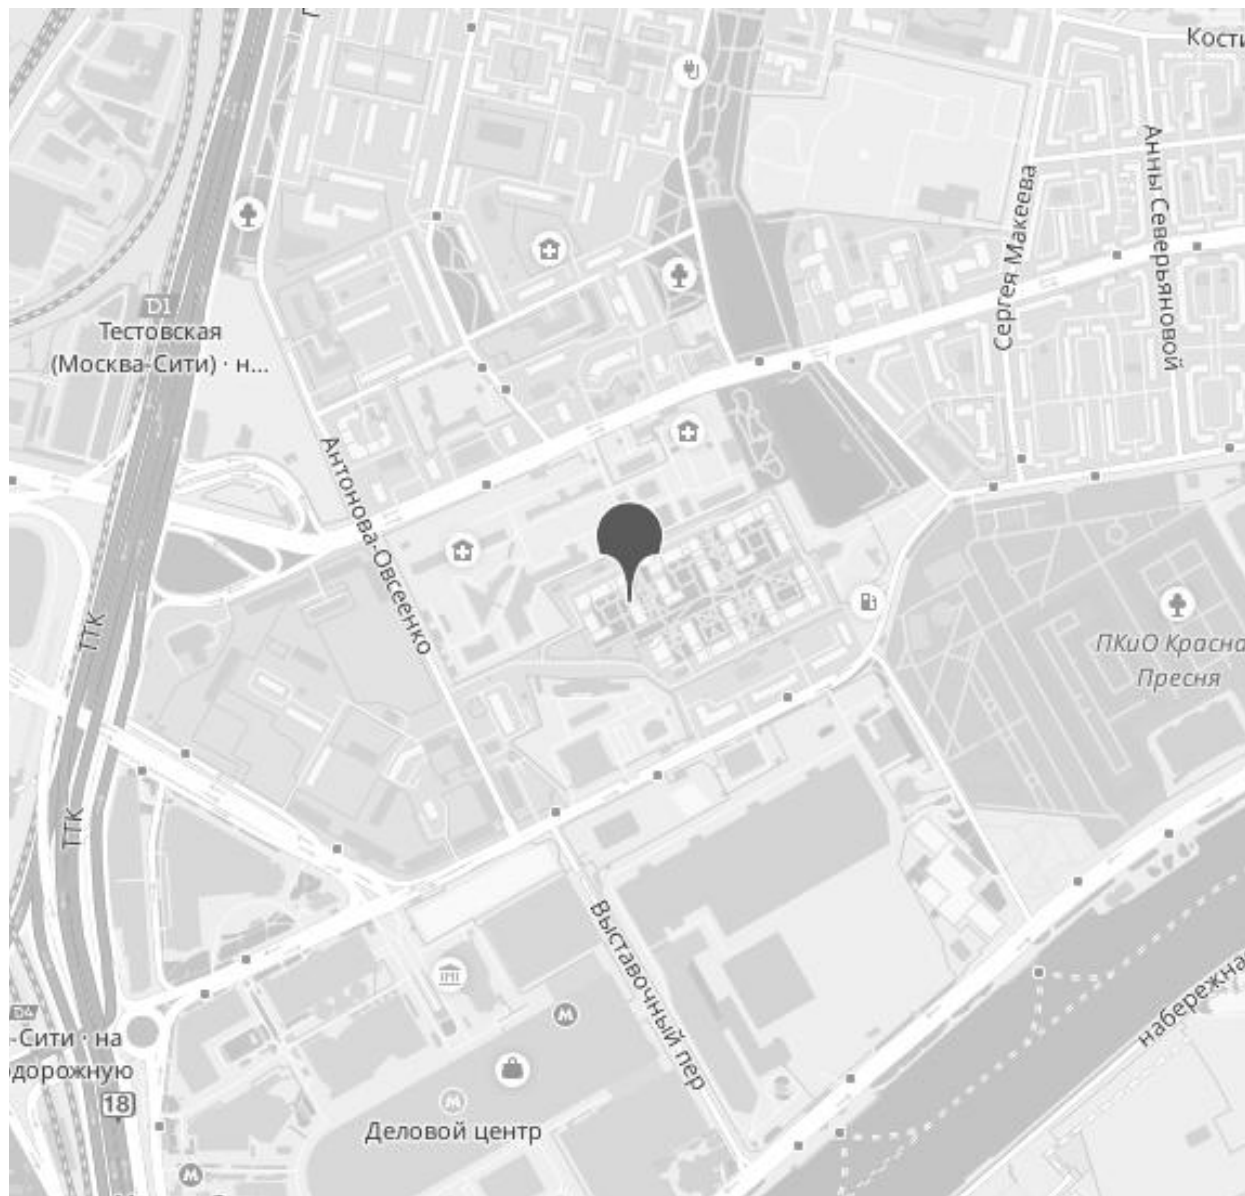 Кости
Анны Северьяновой
Сергея Макеева
D1
Тестовская
(Москва-Сити) · н...
Антонова-Овсеенко
ТТК
ПКиО Красна
Пресня
ТТК
Выставочный пер
набережна
D4
-Сити · на
дорожную
18
М
М
Деловой центр
М